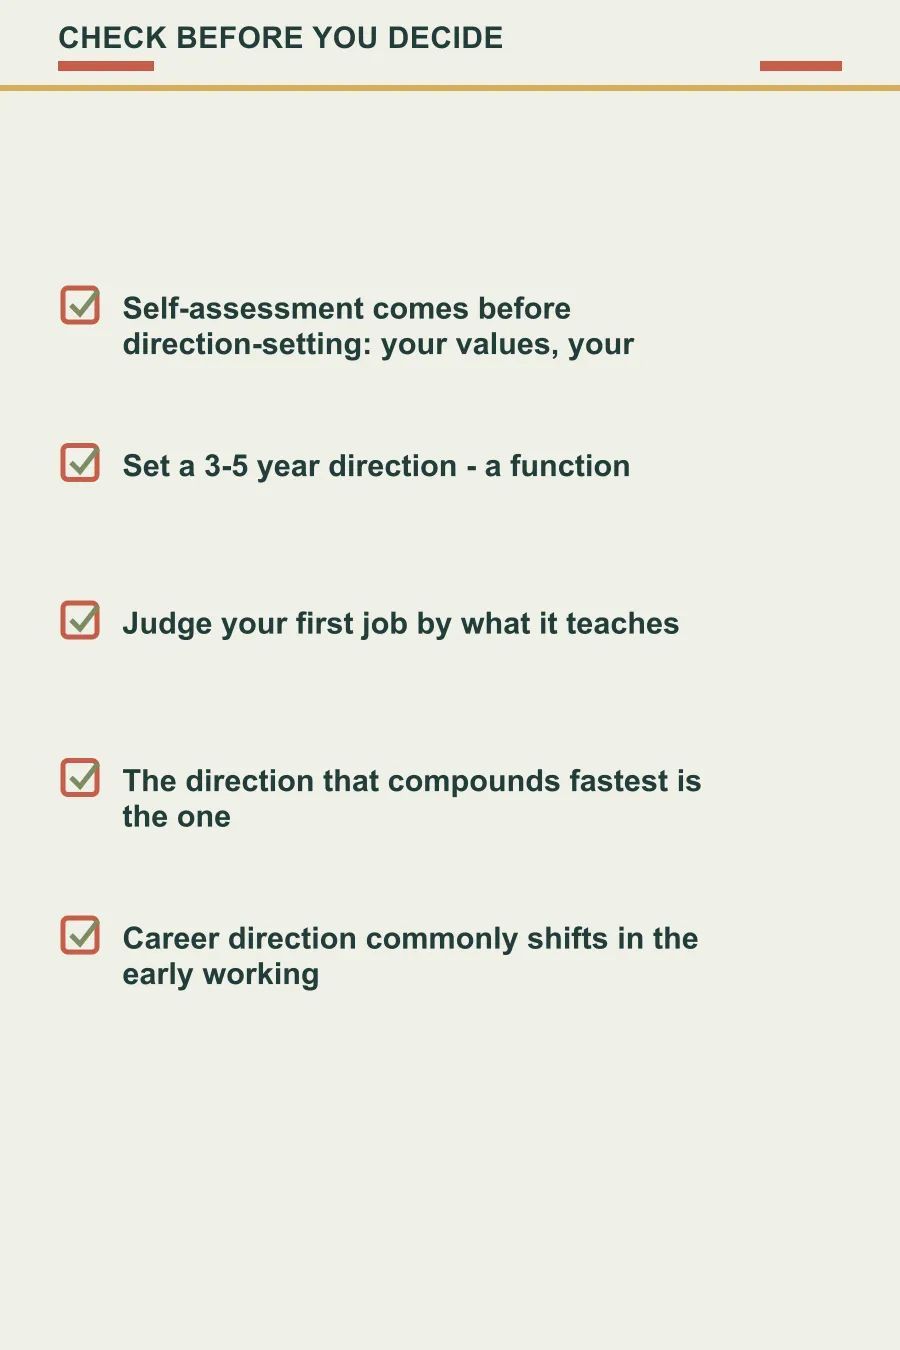 CHECK BEFORE YOU DECIDE
Self-assessment comes before
direction-setting: your values, your
Set a 3-5 year direction - a function
Judge your first job by what it teaches
The direction that compounds fastest is
the one
Career direction commonly shifts in the
early working